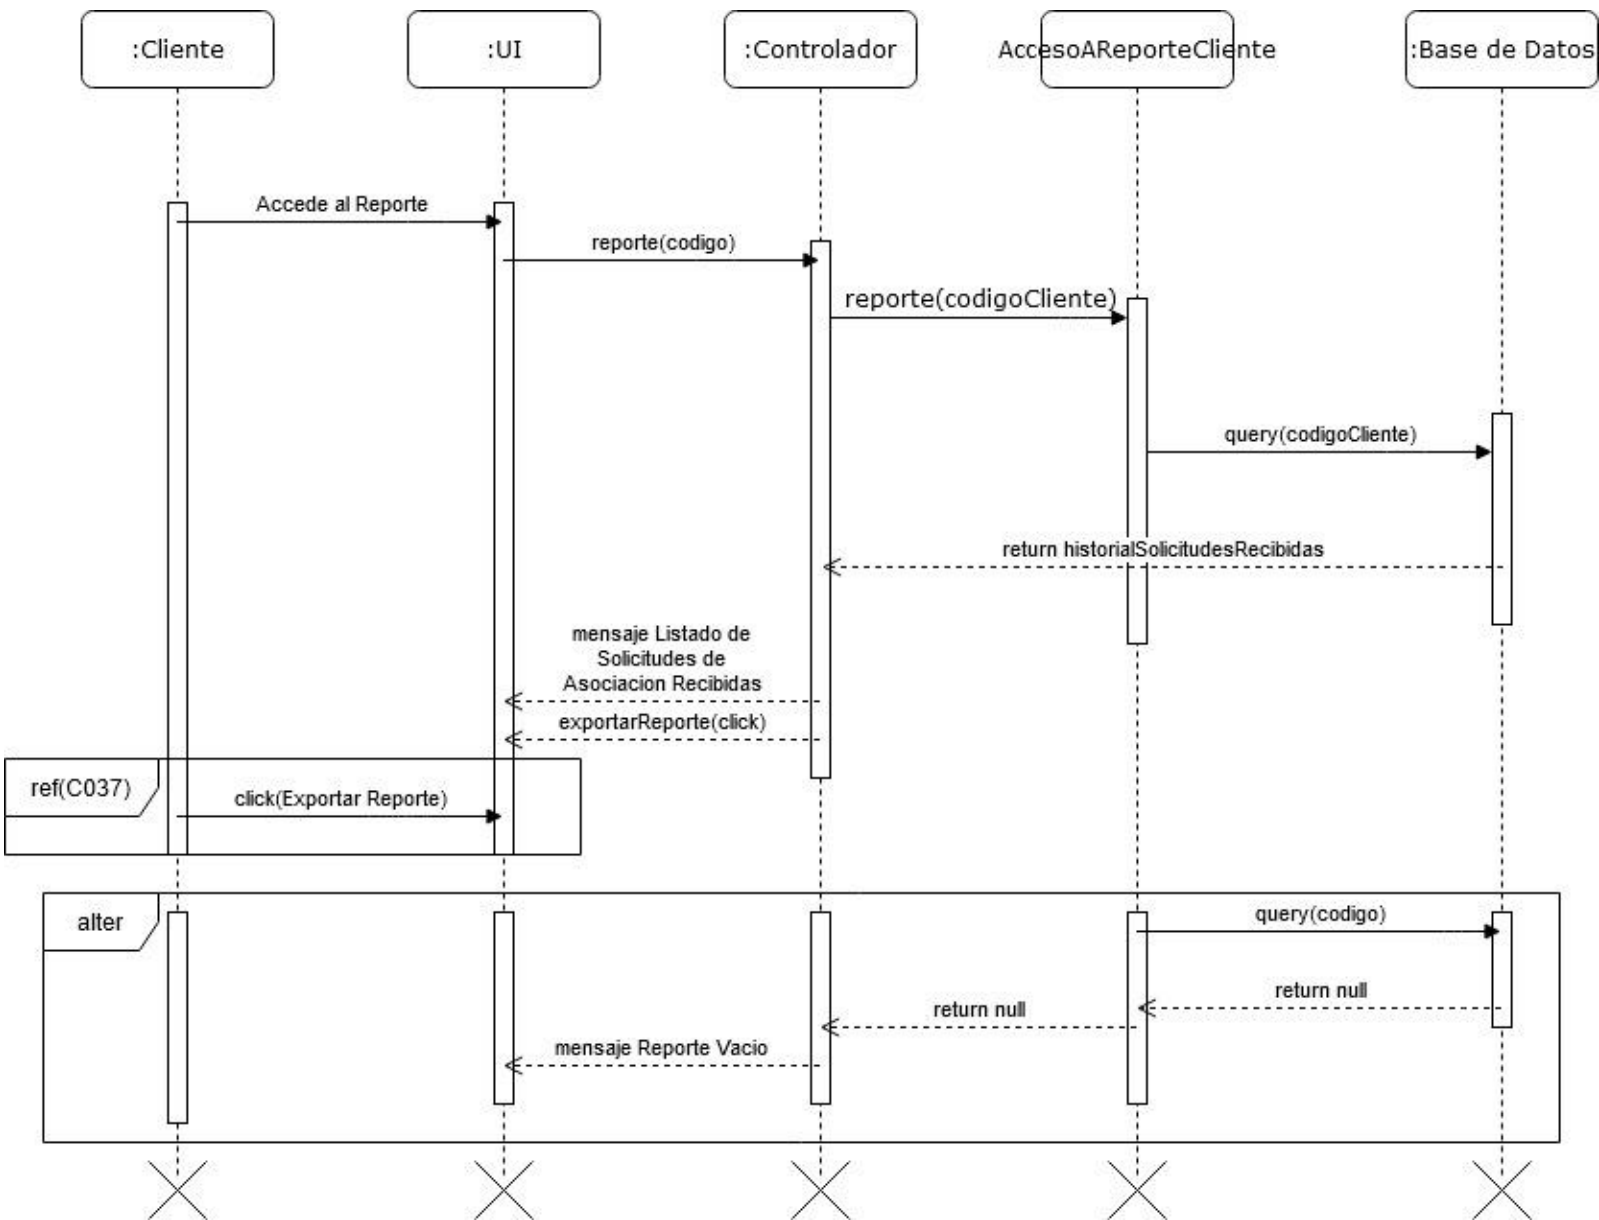 :Cliente
:UI
:Controlador
AccesoAReporteCliente
:Base de Datos
Accede al Reporte
reporte(codigo)
reporte(codigoCliente)
query(codigoCliente)
return historialSolicitudesRecibidas
mensaje Listado de
Solicitudes de
Asociacion Recibidas
exportarReporte(click)
ref(C037)
click(Exportar Reporte)
alter
query(codigo)
return null
return null
mensaje Reporte Vacio